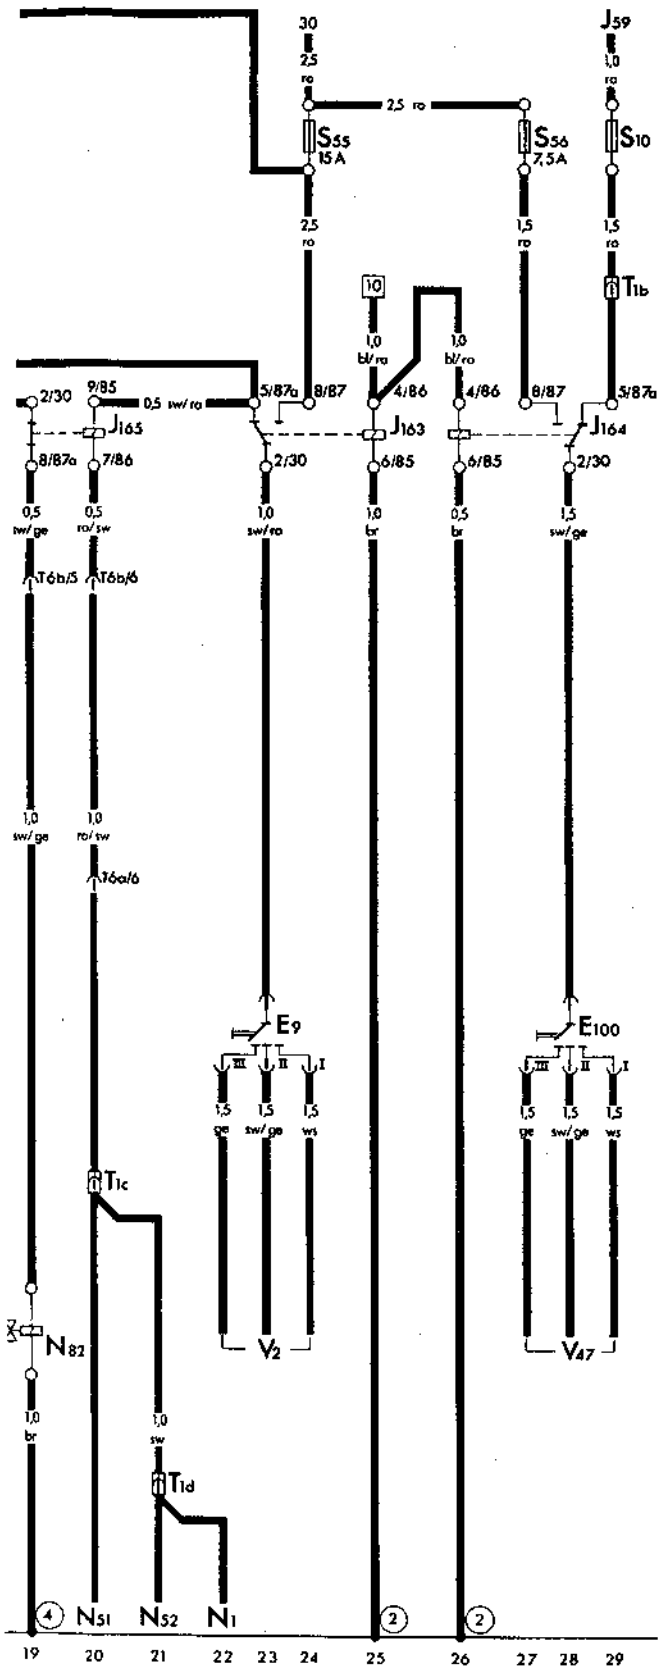 30 J59
2,5 1,0
ro ro
2,5 ro
S55 S56 S10
15A 7,5A
2,5 1,5 1,5
ro ro ro
10 T1b
1,0 1,0
bl/ro bl/ro
2/30 9/85 0,5 sw/ro 5/87a 8/87 4/86 4/86 8/87 5/87a
J165 J163 J164
8/87a 7/86 2/30 6/85 6/85 2/30
0,5 0,5 1,0 1,0 0,5 1,5
sw/ge ro/sw sw/ro br br sw/ge
T6b/5 T6b/6
1,0 1,0
sw/ge ro/sw
T6a/6
E9 E100
III II I III II I
1,5 1,5 1,5 1,5 1,5 1,5
ge sw/ge ws ge sw/ge ws
T1c
N82 V2 V47
1,0 1,0
br sw
T1d
4 N51 N52 N1 2 2
19 20 21 22 23 24 25 26 27 28 29